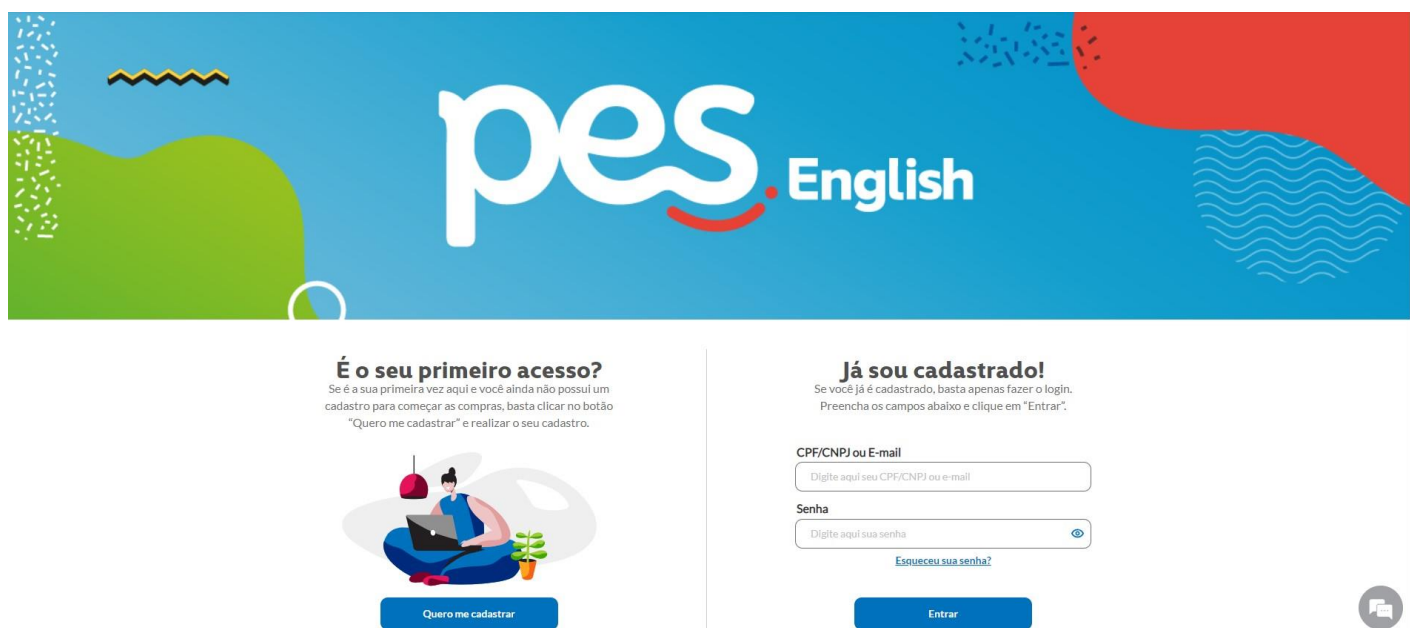 pes English
É o seu primeiro acesso?
Se é a sua primeira vez aqui e você ainda não possui um
cadastro para começar as compras, basta clicar no botão
"Quero me cadastrar" e realizar o seu cadastro.
Quero me cadastrar
Já sou cadastrado!
Se você já é cadastrado, basta apenas fazer o login.
Preencha os campos abaixo e clique em "Entrar".
CPF/CNPJ ou E-mail
Digite aqui seu CPF/CNPJ ou e-mail
Senha
Digite aqui sua senha
Esqueceu sua senha?
Entrar